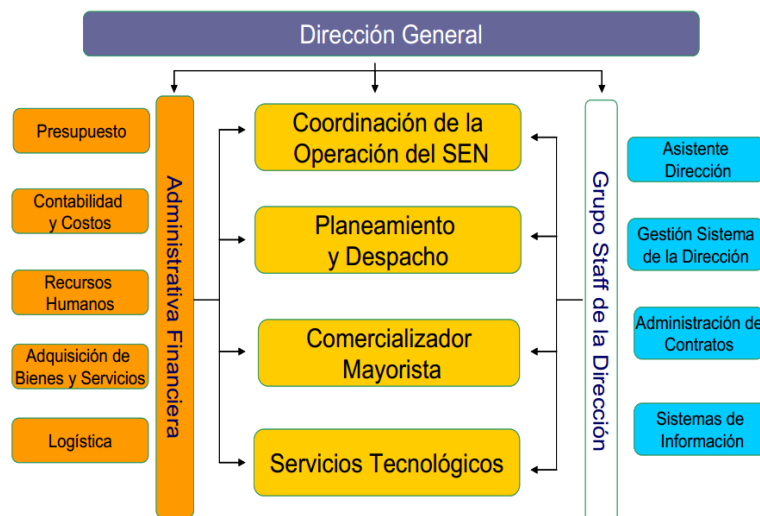 Dirección General
Presupuesto
Contabilidad
y Costos
Recursos
Humanos
Adquisición de
Bienes y Servicios
Logística
Administrativa Financiera
Coordinación de la
Operación del SEN
Planeamiento
y Despacho
Comercializador
Mayorista
Servicios Tecnológicos
Grupo Staff de la Dirección
Asistente
Dirección
Gestión Sistema
de la Dirección
Administración de
Contratos
Sistemas de
Información